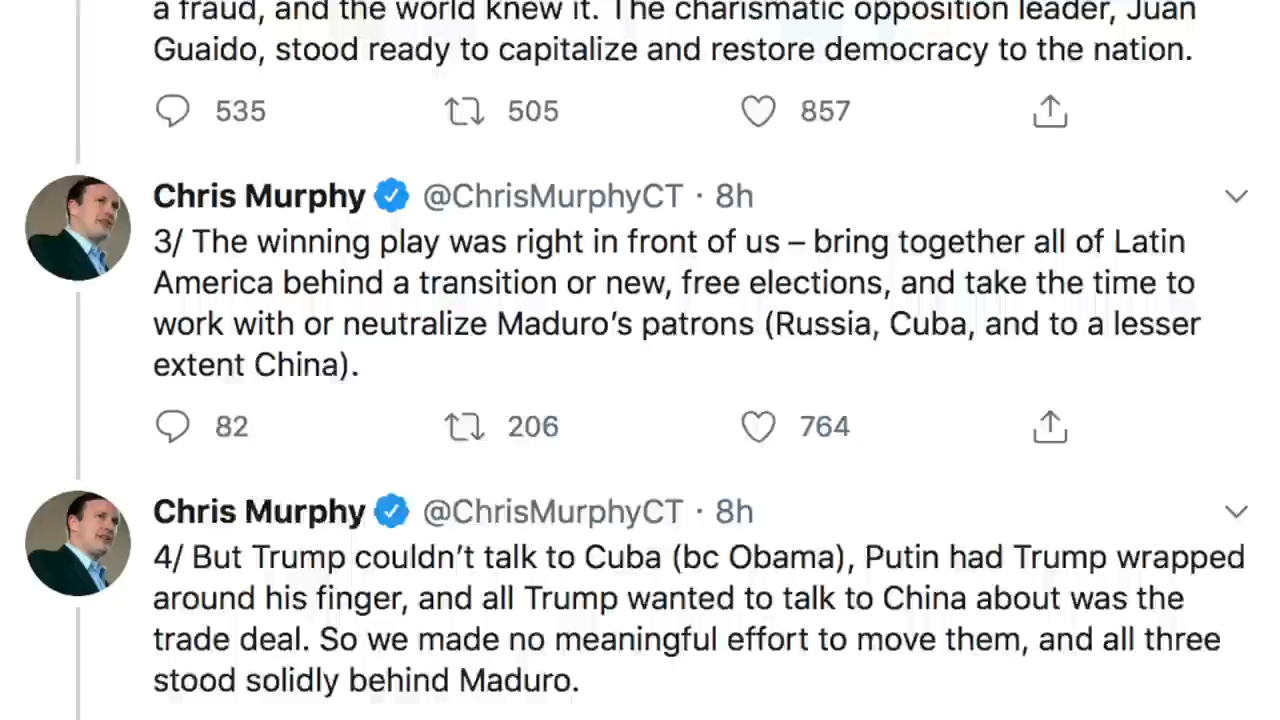 a fraud, and the world knew it. The charismatic opposition leader, Juan
Guaido, stood ready to capitalize and restore democracy to the nation.
535 505 857
Chris Murphy @ChrisMurphyCT · 8h
3/ The winning play was right in front of us – bring together all of Latin
America behind a transition or new, free elections, and take the time to
work with or neutralize Maduro’s patrons (Russia, Cuba, and to a lesser
extent China).
82 206 764
Chris Murphy @ChrisMurphyCT · 8h
4/ But Trump couldn’t talk to Cuba (bc Obama), Putin had Trump wrapped
around his finger, and all Trump wanted to talk to China about was the
trade deal. So we made no meaningful effort to move them, and all three
stood solidly behind Maduro.